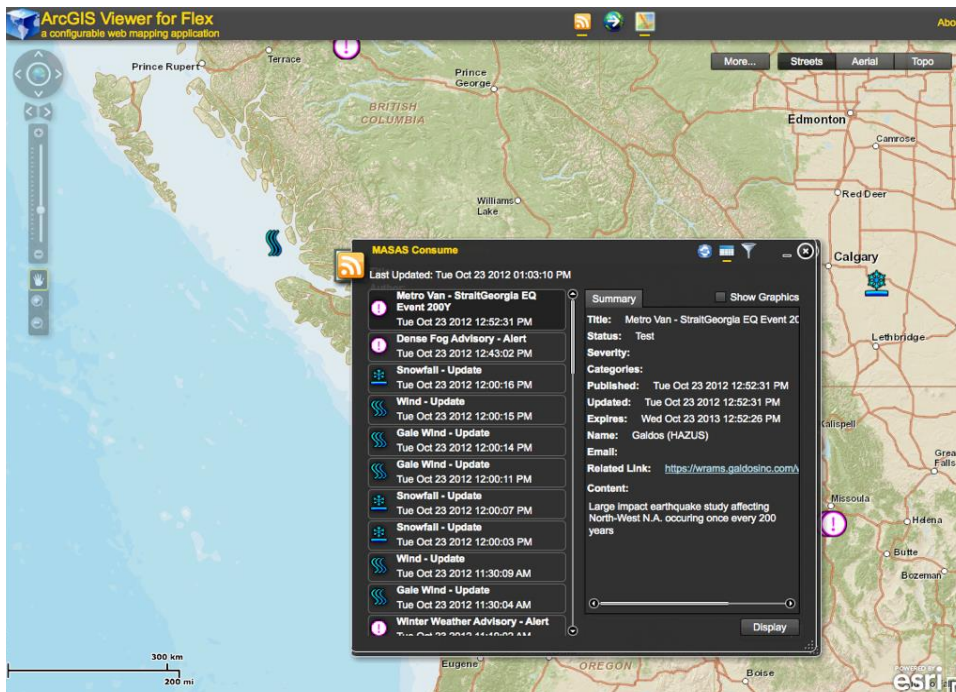 ArcGIS Viewer for Flex
a configurable web mapping application
Abo
More...
Streets
Aerial
Topo
Prince Rupert
Terrace
Prince
George
BRITISH
COLUMBIA
Edmonton
Camrose
Williams
Lake
Red Deer
Calgary
Lethbridge
MASAS Consume
Last Updated: Tue Oct 23 2012 01:03:10 PM
Metro Van - StraitGeorgia EQ
Event 200Y
Tue Oct 23 2012 12:52:31 PM
Dense Fog Advisory - Alert
Tue Oct 23 2012 12:43:02 PM
Snowfall - Update
Tue Oct 23 2012 12:00:16 PM
Wind - Update
Tue Oct 23 2012 12:00:15 PM
Gale Wind - Update
Tue Oct 23 2012 12:00:14 PM
Gale Wind - Update
Tue Oct 23 2012 12:00:11 PM
Snowfall - Update
Tue Oct 23 2012 12:00:07 PM
Snowfall - Update
Tue Oct 23 2012 12:00:03 PM
Wind - Update
Tue Oct 23 2012 11:30:09 AM
Gale Wind - Update
Tue Oct 23 2012 11:30:04 AM
Winter Weather Advisory - Alert
Summary
Show Graphics
Title: Metro Van - StraitGeorgia EQ Event 20
Status: Test
Severity:
Categories:
Published: Tue Oct 23 2012 12:52:31 PM
Updated: Tue Oct 23 2012 12:52:31 PM
Expires: Wed Oct 23 2013 12:52:26 PM
Name: Galdos (HAZUS)
Email:
Related Link: https://wrams.galdosinc.com/
Content:
Large impact earthquake study affecting
North-West N.A. occuring once every 200
years
Display
Kalispell
Grea
Falls
Missoula
Helena
Butte
Bozeman
300 km
200 mi
Eugene
OREGON
Boise
POWERED BY
esri